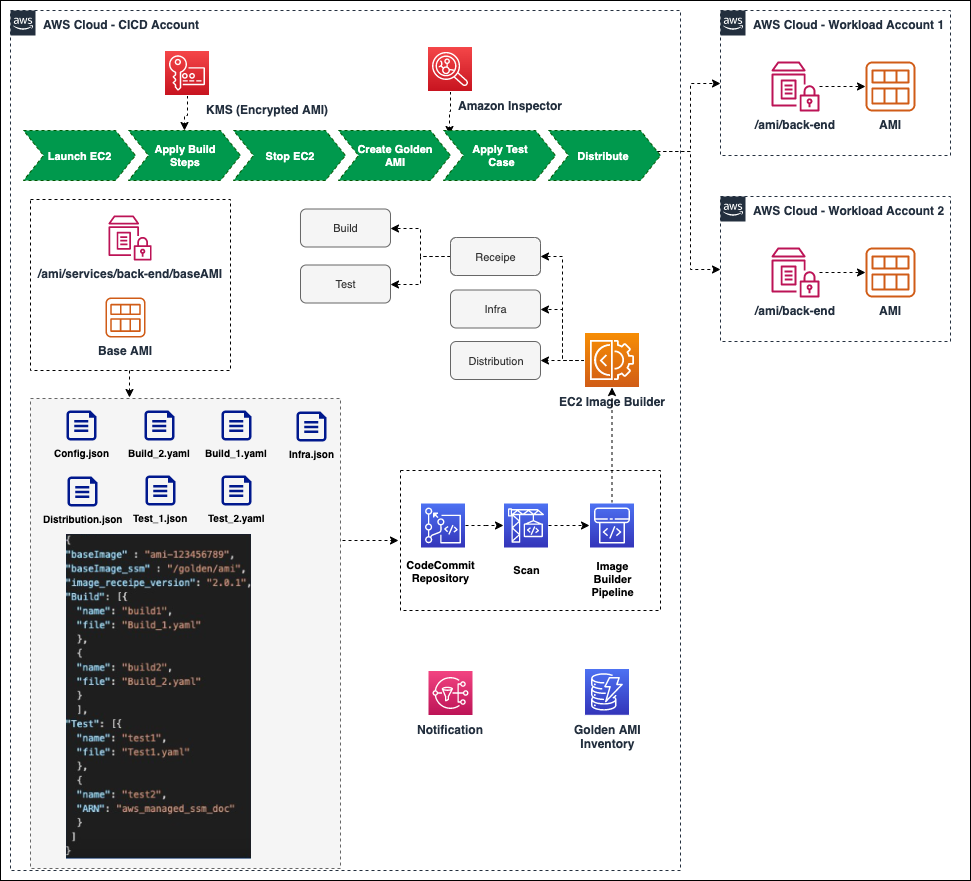 aws
AWS Cloud - CICD Account
KMS (Encrypted AMI)
Amazon Inspector
Launch EC2
Apply Build
Steps
Stop EC2
Create Golden
AMI
Apply Test
Case
Distribute
aws
AWS Cloud - Workload Account 1
/ami/back-end
AMI
aws
AWS Cloud - Workload Account 2
/ami/back-end
AMI
/ami/services/back-end/baseAMI
Base AMI
Build
Test
Receipe
Infra
Distribution
EC2 Image Builder
Config.json
Build_2.yaml
Build_1.yaml
Infra.json
Distribution.json
Test_1.json
Test_2.yaml
{
"baseImage" : "ami-123456789",
"baseImage_ssm" : "/golden/ami",
"image_receipe_version": "2.0.1",
"Build": [{
"name": "build1",
"file": "Build_1.yaml"
},
{
"name": "build2",
"file": "Build_2.yaml"
}
],
"Test": [{
"name": "test1",
"file": "Test1.yaml"
},
{
"name": "test2",
"ARN": "aws_managed_ssm_doc"
}
]
}
CodeCommit
Repository
Scan
Image
Builder
Pipeline
Notification
Golden AMI
Inventory